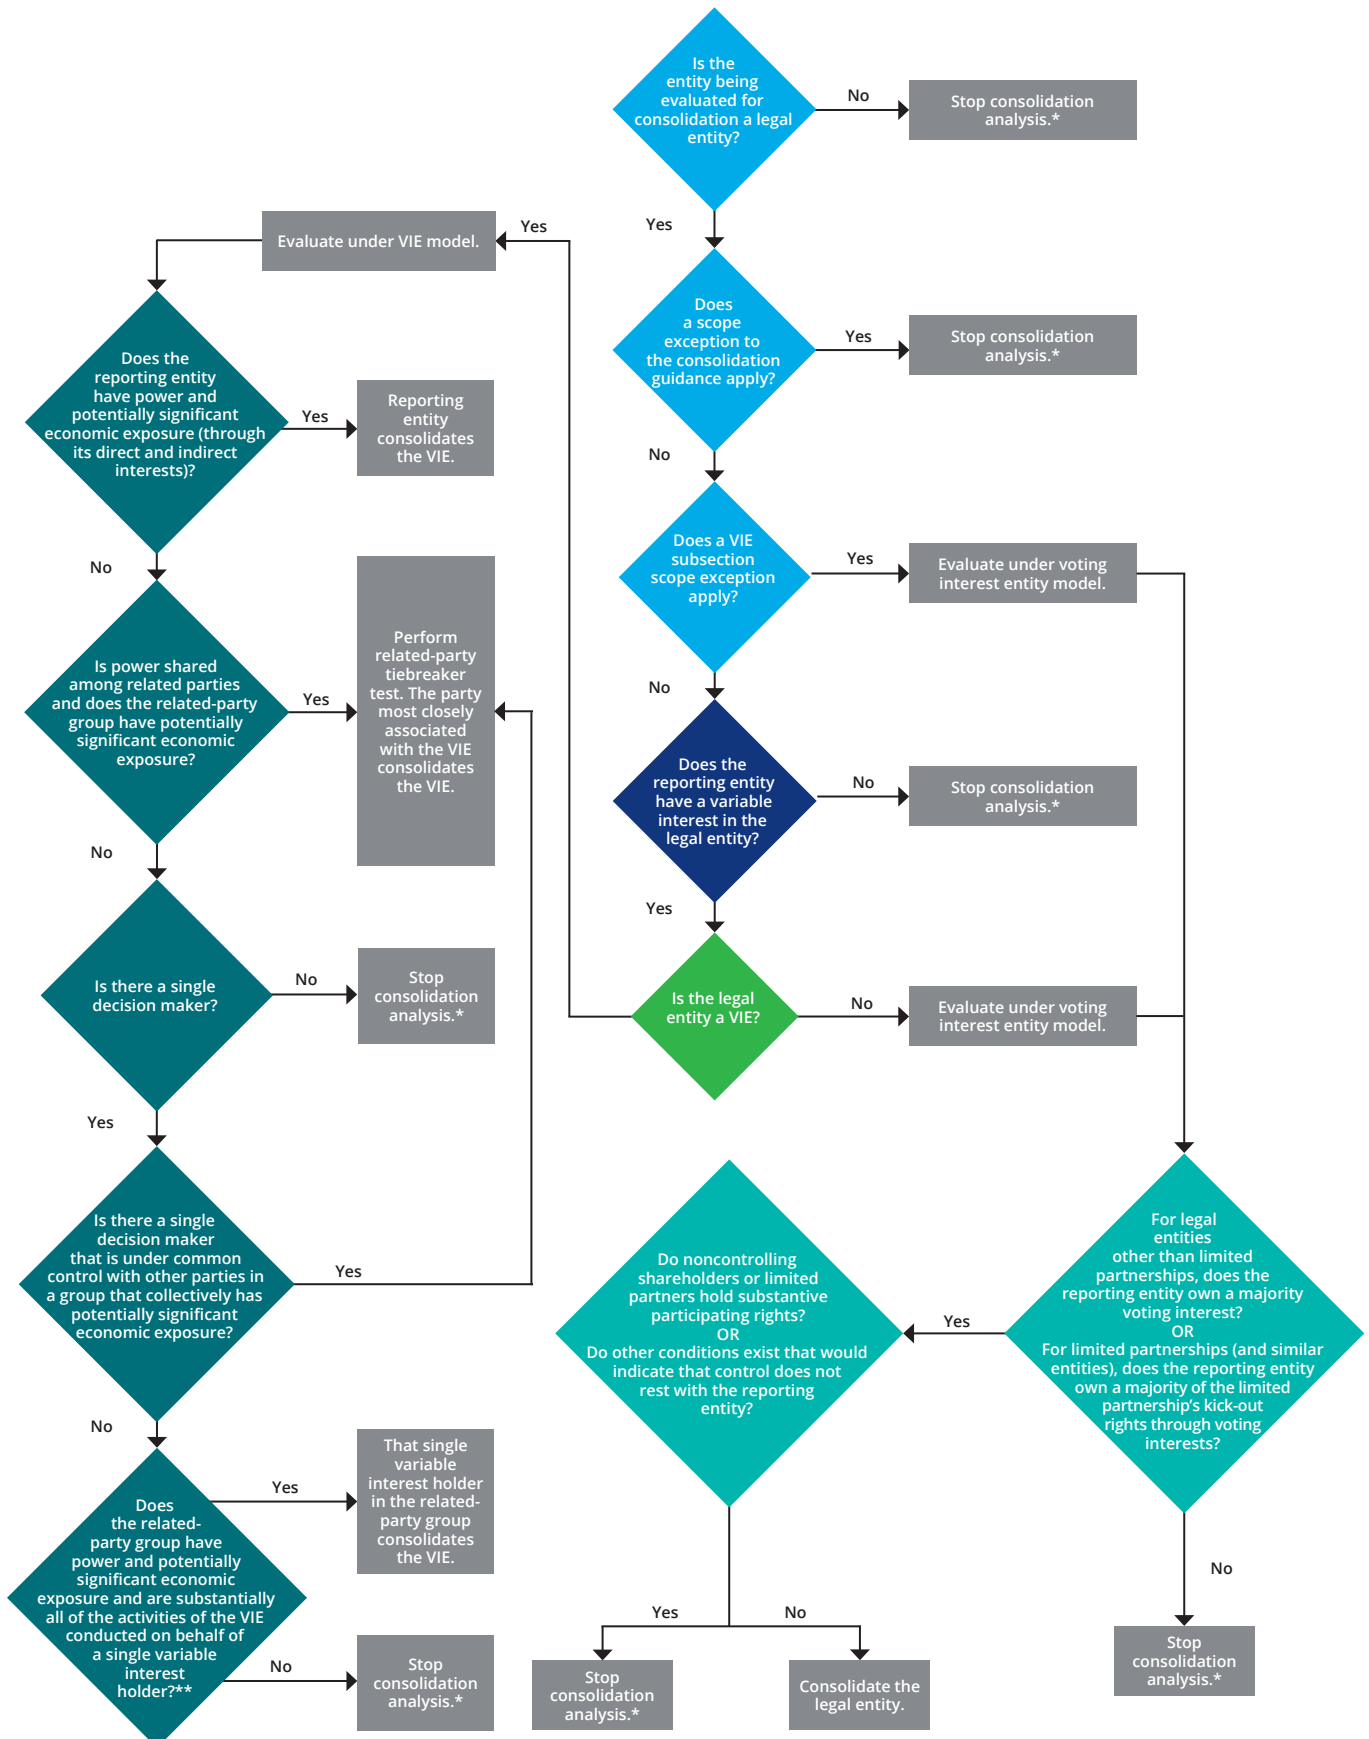 Is the
entity being
evaluated for
consolidation a legal
entity?
No
Stop consolidation
analysis.*
Yes
Does
a scope
exception to
the consolidation
guidance apply?
Yes
Stop consolidation
analysis.*
No
Does a VIE
subsection
scope exception
apply?
Yes
Evaluate under voting
interest entity model.
No
Does the
reporting entity
have a variable
interest in the
legal entity?
No
Stop consolidation
analysis.*
Yes
Is the legal
entity a VIE?
No
Evaluate under voting
interest entity model.
Yes
Evaluate under VIE model.
Does the
reporting entity
have power and
potentially significant
economic exposure (through
its direct and indirect
interests)?
Yes
Reporting
entity
consolidates
the VIE.
No
Is power shared
among related parties
and does the related-party
group have potentially
significant economic
exposure?
Yes
Perform
related-party
tiebreaker
test. The party
most closely
associated
with the VIE
consolidates
the VIE.
No
Is there a single
decision maker?
No
Stop
consolidation
analysis.*
Yes
Is there a single
decision maker
that is under common
control with other parties in
a group that collectively has
potentially significant
economic exposure?
Yes
No
Does
the related-
party group have
power and potentially
significant economic
exposure and are substantially
all of the activities of the VIE
conducted on behalf of
a single variable
interest
holder?**
Yes
That single
variable
interest holder
in the related-
party group
consolidates
the VIE.
No
Stop
consolidation
analysis.*
For legal
entities
other than limited
partnerships, does the
reporting entity own a majority
voting interest?
OR
For limited partnerships (and similar
entities), does the reporting entity
own a majority of the limited
partnership’s kick-out
rights through voting
interests?
Yes
No
Stop
consolidation
analysis.*
Do noncontrolling
shareholders or limited
partners hold substantive
participating rights?
OR
Do other conditions exist that would
indicate that control does not
rest with the reporting
entity?
Yes
No
Stop
consolidation
analysis.*
Consolidate the
legal entity.